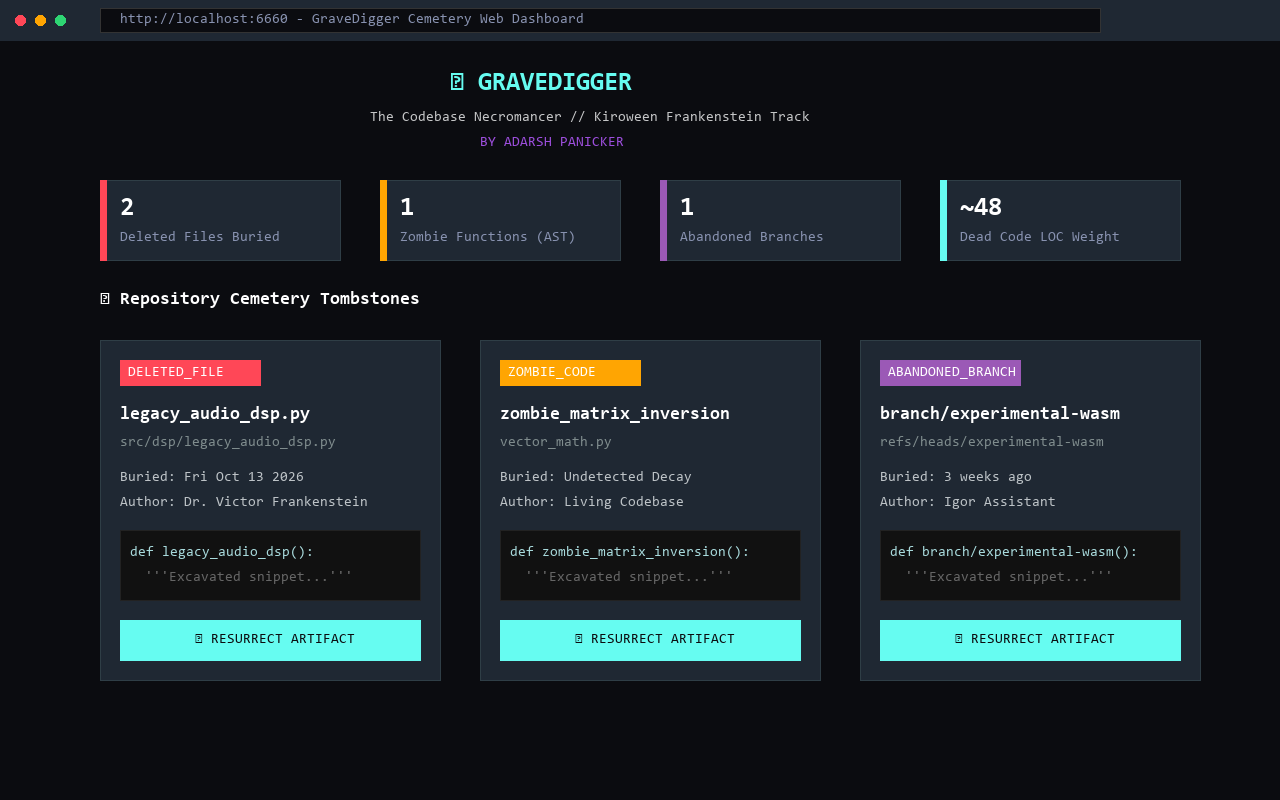 http://localhost:6660 - GraveDigger Cemetery Web Dashboard
GRAVEDIGGER
The Codebase Necromancer // Kiroween Frankenstein Track
BY ADARSH PANICKER
2
Deleted Files Buried
1
Zombie Functions (AST)
1
Abandoned Branches
~48
Dead Code LOC Weight
Repository Cemetery Tombstones
DELETED_FILE
legacy_audio_dsp.py
src/dsp/legacy_audio_dsp.py
Buried: Fri Oct 13 2026
Author: Dr. Victor Frankenstein
def legacy_audio_dsp():
'''Excavated snippet...'''
RESURRECT ARTIFACT
ZOMBIE_CODE
zombie_matrix_inversion
vector_math.py
Buried: Undetected Decay
Author: Living Codebase
def zombie_matrix_inversion():
'''Excavated snippet...'''
RESURRECT ARTIFACT
ABANDONED_BRANCH
branch/experimental-wasm
refs/heads/experimental-wasm
Buried: 3 weeks ago
Author: Igor Assistant
def branch/experimental-wasm():
'''Excavated snippet...'''
RESURRECT ARTIFACT